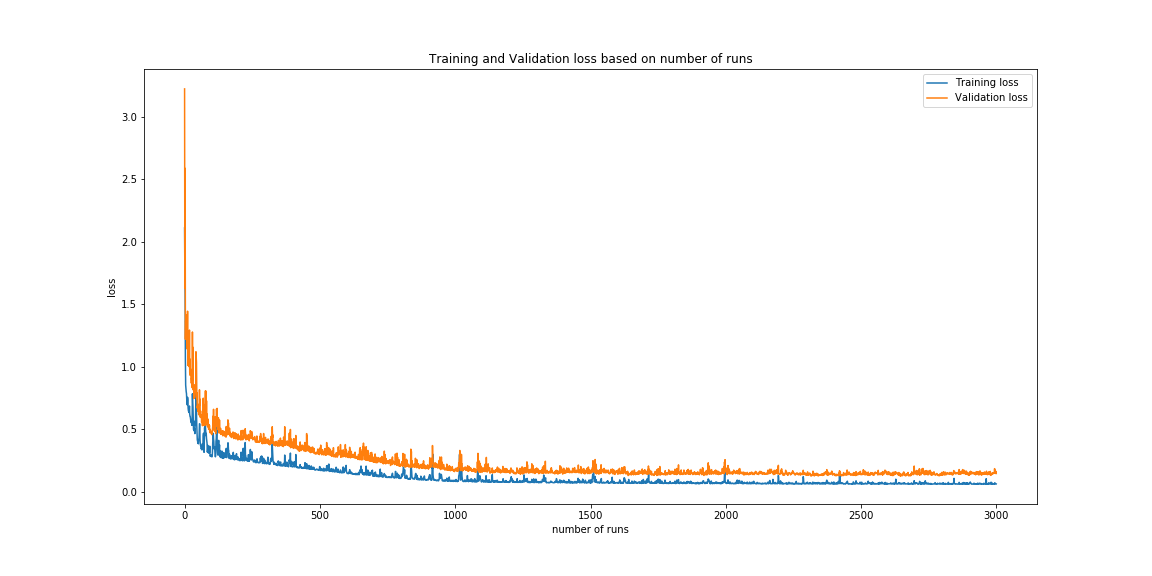 Training and Validation loss based on number of runs
Training loss
Validation loss
loss
3.0
2.5
2.0
1.5
1.0
0.5
0.0
0 500 1000 1500 2000 2500 3000
number of runs